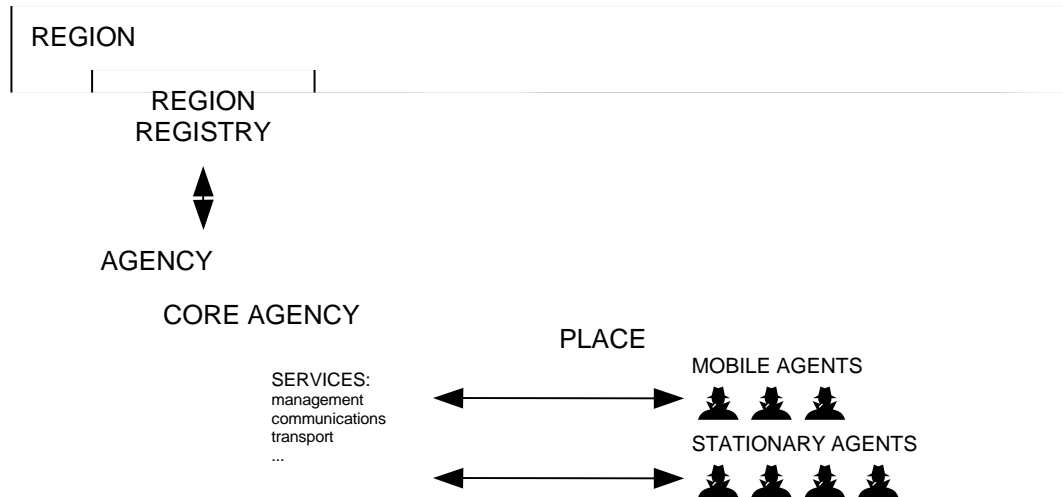 REGION
REGION
REGISTRY
AGENCY
CORE AGENCY
PLACE
MOBILE AGENTS
SERVICES:
management
communications
transport
...
STATIONARY AGENTS